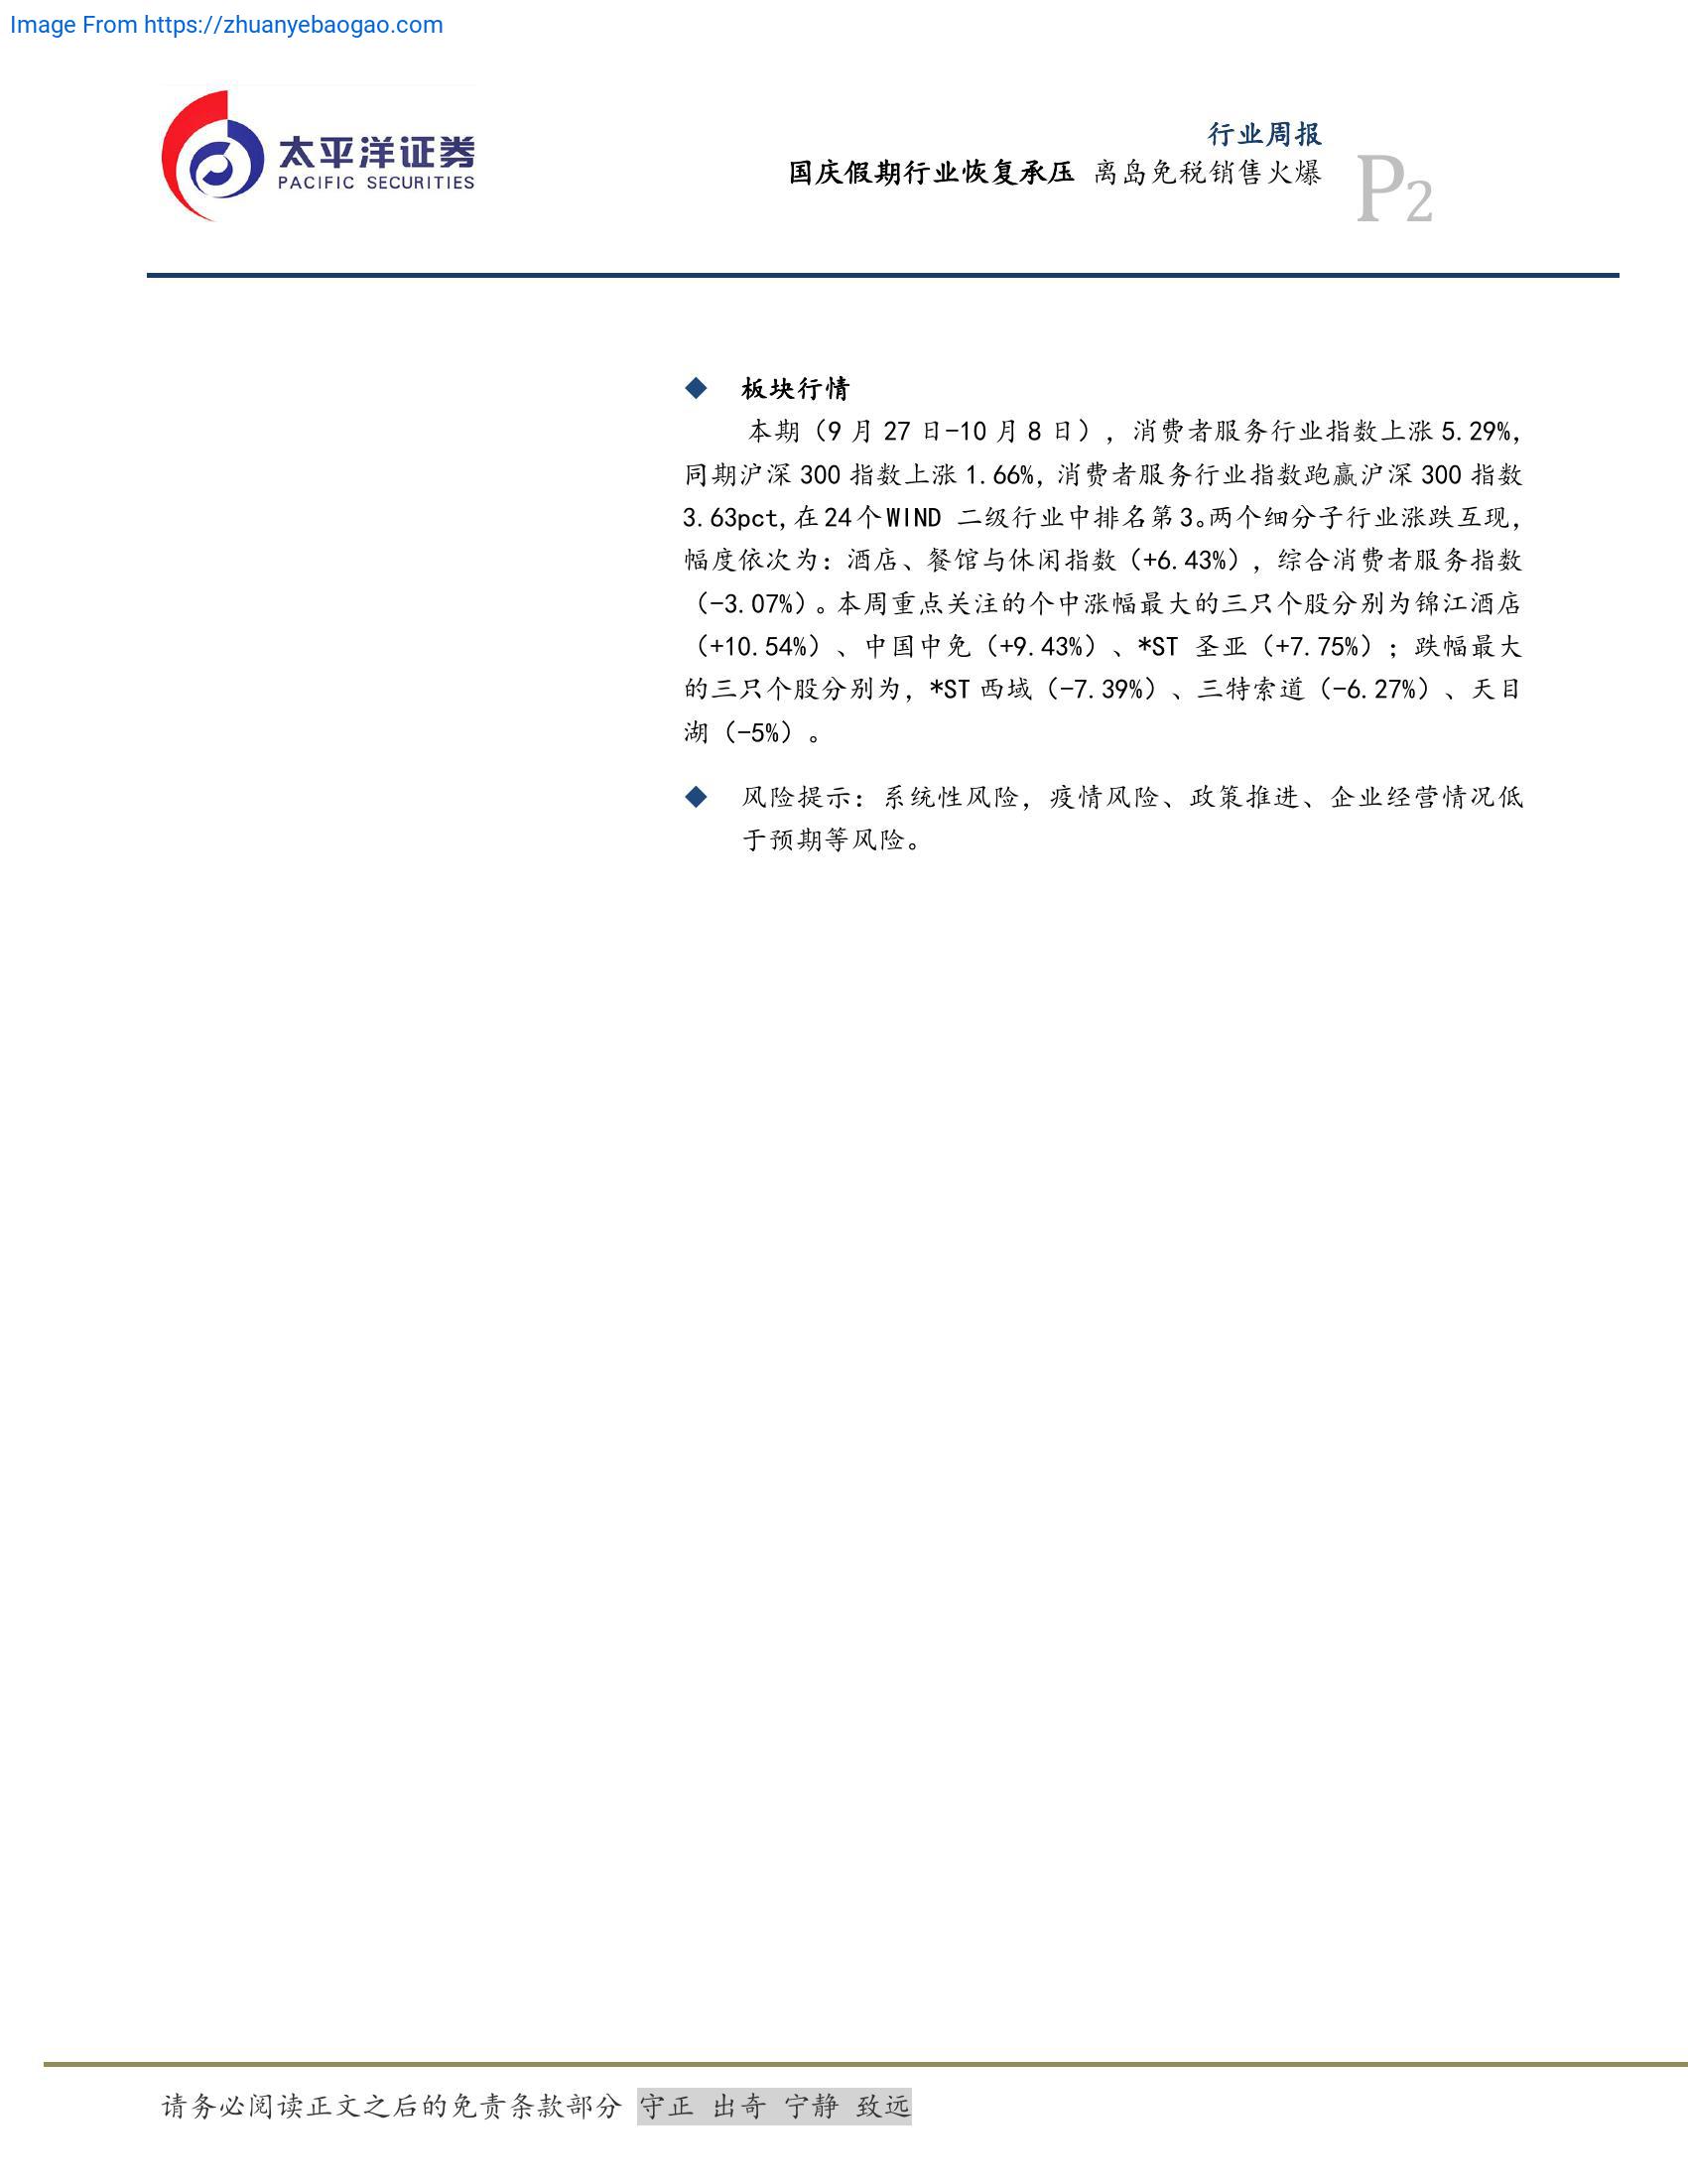 Image From https://zhuanyebaogao.com
太平洋证券
PACIFIC SECURITIES
行业周报
国庆假期行业恢复承压 离岛免税销售火爆
P2
◆ 板块行情
本期（9 月 27 日-10 月 8 日），消费者服务行业指数上涨 5.29%，
同期沪深 300 指数上涨 1.66%，消费者服务行业指数跑赢沪深 300 指数
3.63pct，在 24 个 WIND 二级行业中排名第 3。两个细分子行业涨跌互现，
幅度依次为：酒店、餐馆与休闲指数（+6.43%），综合消费者服务指数
（-3.07%）。本周重点关注的个中涨幅最大的三只个股分别为锦江酒店
（+10.54%）、中国中免（+9.43%）、*ST 圣亚（+7.75%）；跌幅最大
的三只个股分别为，*ST 西域（-7.39%）、三特索道（-6.27%）、天目
湖（-5%）。
◆ 风险提示：系统性风险，疫情风险、政策推进、企业经营情况低
于预期等风险。
请务必阅读正文之后的免责条款部分 守正 出奇 宁静 致远